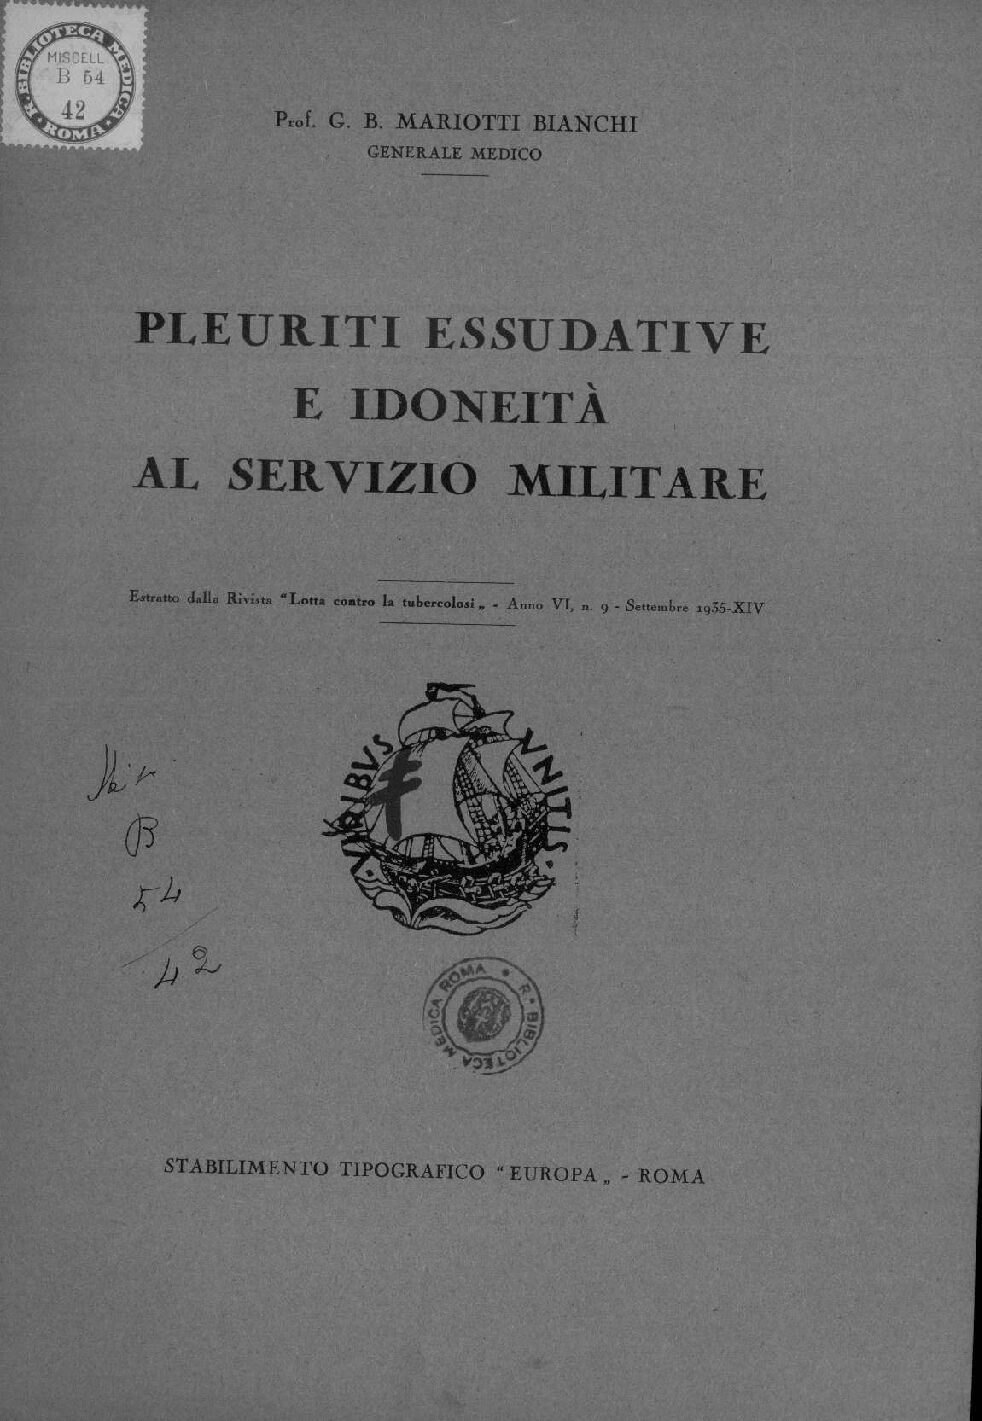 R. BIBLIOTECA MEDICA
ROMA
MISCELL
B 54
42
Prof. G. B. MARIOTTI BIANCHI
GENERALE MEDICO
PLEURITI ESSUDATIVE
E IDONEITÀ
AL SERVIZIO MILITARE
Estratto dalla Rivista "Lotta contro la tubercolosi„ - Anno VI, n. 9 - Settembre 1935-XIV
VIRIBVS VNITIS
B
54
42
R. BIBLIOTECA MEDICA ROMA
STABILIMENTO TIPOGRAFICO "EUROPA„ - ROMA